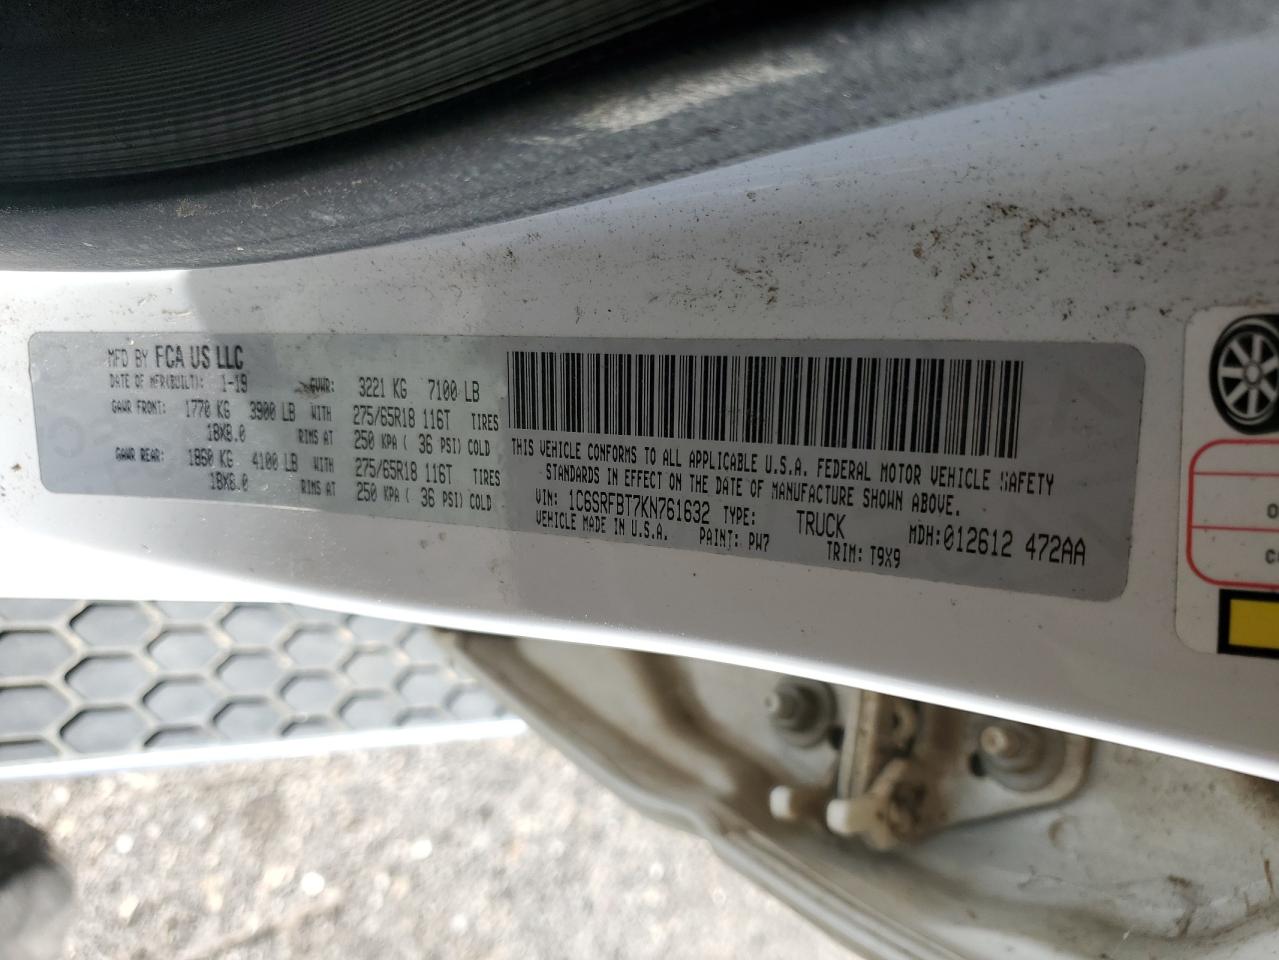 MFD BY FCA US LLC
DATE OF MFR(BUILT): 1-19 GVWR: 3221 KG 7100 LB
GAWR FRONT: 1770 KG 3900 LB WITH 275/65R18 116T TIRES
18X8.0 RIMS AT 250 KPA ( 36 PSI) COLD
GAWR REAR: 1860 KG 4100 LB WITH 275/65R18 116T TIRES
18X8.0 RIMS AT 250 KPA ( 36 PSI) COLD
THIS VEHICLE CONFORMS TO ALL APPLICABLE U.S.A. FEDERAL MOTOR VEHICLE SAFETY
STANDARDS IN EFFECT ON THE DATE OF MANUFACTURE SHOWN ABOVE.
VIN: 1C6SRFBT7KN761632 TYPE: TRUCK MDH:012612 472AA
VEHICLE MADE IN U.S.A. PAINT: PW7 TRIM: T9X9